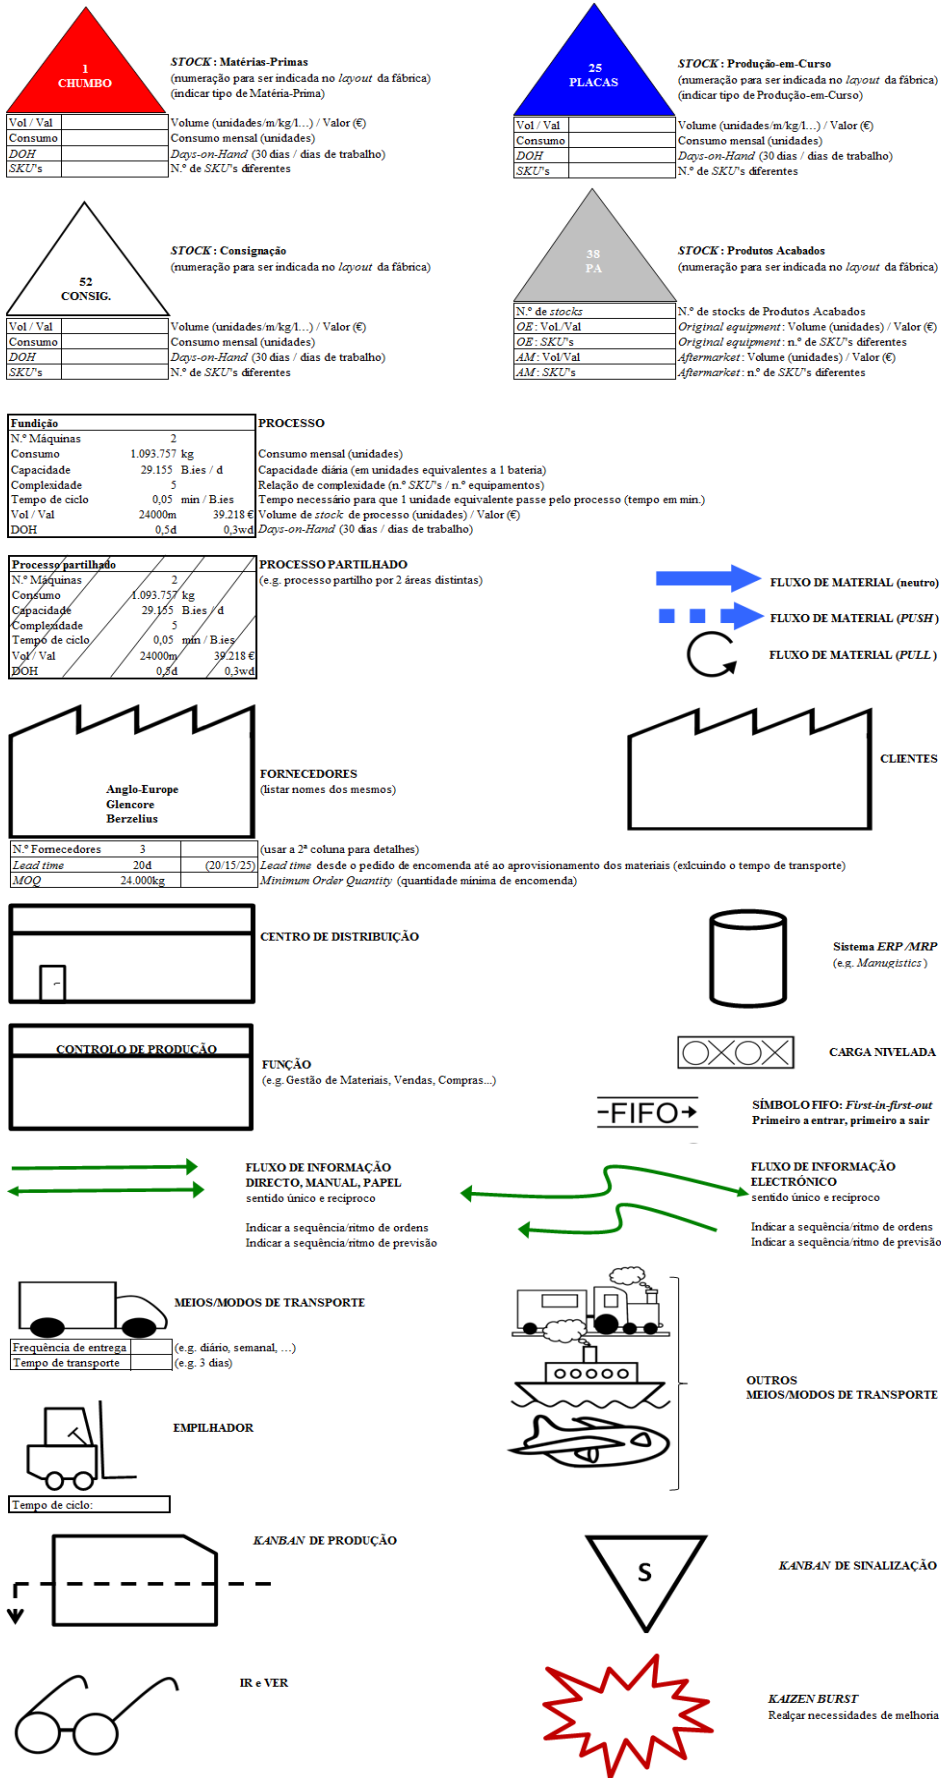 1
CHUMBO
STOCK : Matérias-Primas
(numeração para ser indicada no layout da fábrica)
(indicar tipo de Matéria-Prima)
Vol / Val Volume (unidades/m/kg/l...) / Valor (€)
Consumo Consumo mensal (unidades)
DOH Days-on-Hand (30 dias / dias de trabalho)
SKU's N.º de SKU's diferentes
25
PLACAS
STOCK : Produção-em-Curso
(numeração para ser indicada no layout da fábrica)
(indicar tipo de Produção-em-Curso)
Vol / Val Volume (unidades/m/kg/l...) / Valor (€)
Consumo Consumo mensal (unidades)
DOH Days-on-Hand (30 dias / dias de trabalho)
SKU's N.º de SKU's diferentes
52
CONSIG.
STOCK : Consignação
(numeração para ser indicada no layout da fábrica)
Vol / Val Volume (unidades/m/kg/l...) / Valor (€)
Consumo Consumo mensal (unidades)
DOH Days-on-Hand (30 dias / dias de trabalho)
SKU's N.º de SKU's diferentes
38
PA
STOCK : Produtos Acabados
(numeração para ser indicada no layout da fábrica)
N.º de stocks N.º de stocks de Produtos Acabados
OE : Vol./Val Original equipment : Volume (unidades) / Valor (€)
OE : SKU's Original equipment : n.º de SKU's diferentes
AM : Vol/Val Aftermarket : Volume (unidades) / Valor (€)
AM : SKU's Aftermarket : n.º de SKU's diferentes
Fundição PROCESSO
N.º Máquinas 2
Consumo 1.093.757 kg Consumo mensal (unidades)
Capacidade 29.155 B.ies / d Capacidade diária (em unidades equivalentes a 1 bateria)
Complexidade 5 Relação de complexidade (n.º SKU's / n.º equipamentos)
Tempo de ciclo 0,05 min / B.ies Tempo necessário para que 1 unidade equivalente passe pelo processo (tempo em min.)
Vol / Val 24000m 39.218 € Volume de stock de processo (unidades) / Valor (€)
DOH 0,5d 0,3wd Days-on-Hand (30 dias / dias de trabalho)
Processo partilhado PROCESSO PARTILHADO
N.º Máquinas 2 (e.g. processo partilho por 2 áreas distintas)
Consumo 1.093.757 kg
Capacidade 29.155 B.ies / d
Complexidade 5
Tempo de ciclo 0,05 min / B.ies
Vol / Val 24000m 39.218 €
DOH 0,5d 0,3wd
FLUXO DE MATERIAL (neutro)
FLUXO DE MATERIAL (PUSH )
FLUXO DE MATERIAL (PULL )
Anglo-Europe
Glencore
Berzelius
FORNECEDORES
(listar nomes dos mesmos)
CLIENTES
N.º Fornecedores 3 (usar a 2ª coluna para detalhes)
Lead time 20d (20/15/25) Lead time desde o pedido de encomenda até ao aprovisionamento dos materiais (exlcuindo o tempo de transporte)
MOQ 24.000kg Minimum Order Quantity (quantidade minima de encomenda)
CENTRO DE DISTRIBUIÇÃO
Sistema ERP /MRP
(e.g. Manugistics )
CONTROLO DE PRODUÇÃO
FUNÇÃO
(e.g. Gestão de Materiais, Vendas, Compras...)
CARGA NIVELADA
FIFO
SÍMBOLO FIFO: First-in-first-out
Primeiro a entrar, primeiro a sair
FLUXO DE INFORMAÇÃO
DIRECTO, MANUAL, PAPEL
sentido único e reciproco
Indicar a sequência/ritmo de ordens
Indicar a sequência/ritmo de previsão
FLUXO DE INFORMAÇÃO
ELECTRÓNICO
sentido único e reciproco
Indicar a sequência/ritmo de ordens
Indicar a sequência/ritmo de previsão
MEIOS/MODOS DE TRANSPORTE
Frequência de entrega (e.g. diário, semanal, ...)
Tempo de transporte (e.g. 3 dias)
OUTROS
MEIOS/MODOS DE TRANSPORTE
EMPILHADOR
Tempo de ciclo:
KANBAN DE PRODUÇÃO
S
KANBAN DE SINALIZAÇÃO
IR e VER
KAIZEN BURST
Realçar necessidades de melhoria